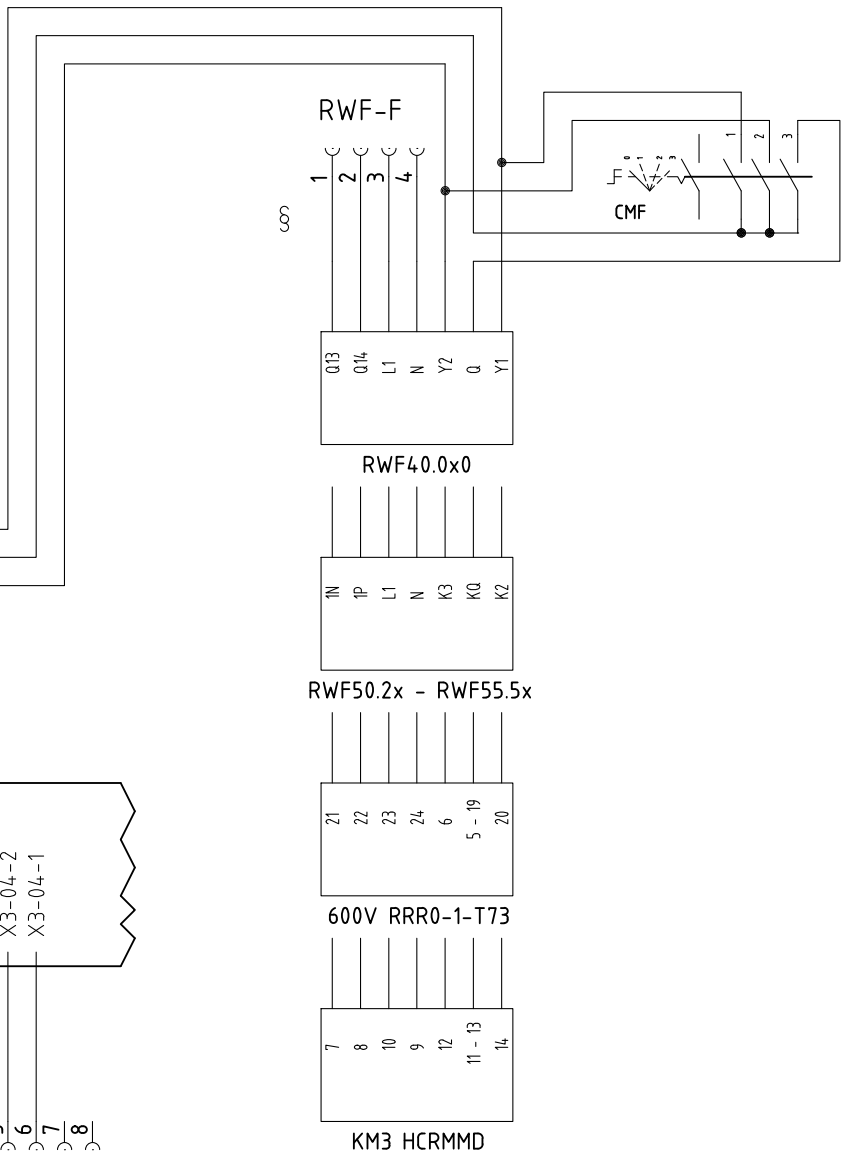 RWF-F
1 2 3 4
§
0 1 2 3
1 2 3
CMF
Q13 Q14 L1 N Y2 Q Y1
RWF40.0x0
1N 1P L1 N K3 KQ K2
RWF50.2x - RWF55.5x
21 22 23 24 6 5 - 19 20
600V RRR0-1-T73
X3-04-2
X3-04-1
7 8 10 9 12 11 - 13 14
KM3 HCRMMD
5 6 7 8